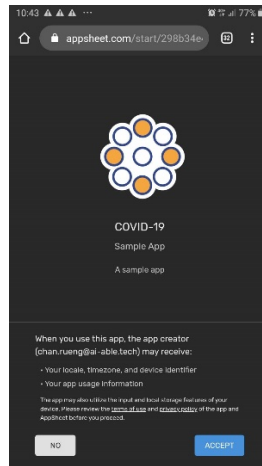 10:43
77%
appsheet.com/start/298b34e
32
COVID-19
Sample App
A sample app
When you use this app, the app creator
(chan.rueng@ai-able.tech) may receive:
• Your locale, timezone, and device identifier
• Your app usage information
The app may also utilize the input and local storage features of your
device. Please review the terms of use and privacy policy of the app and
AppSheet before you proceed.
NO
ACCEPT